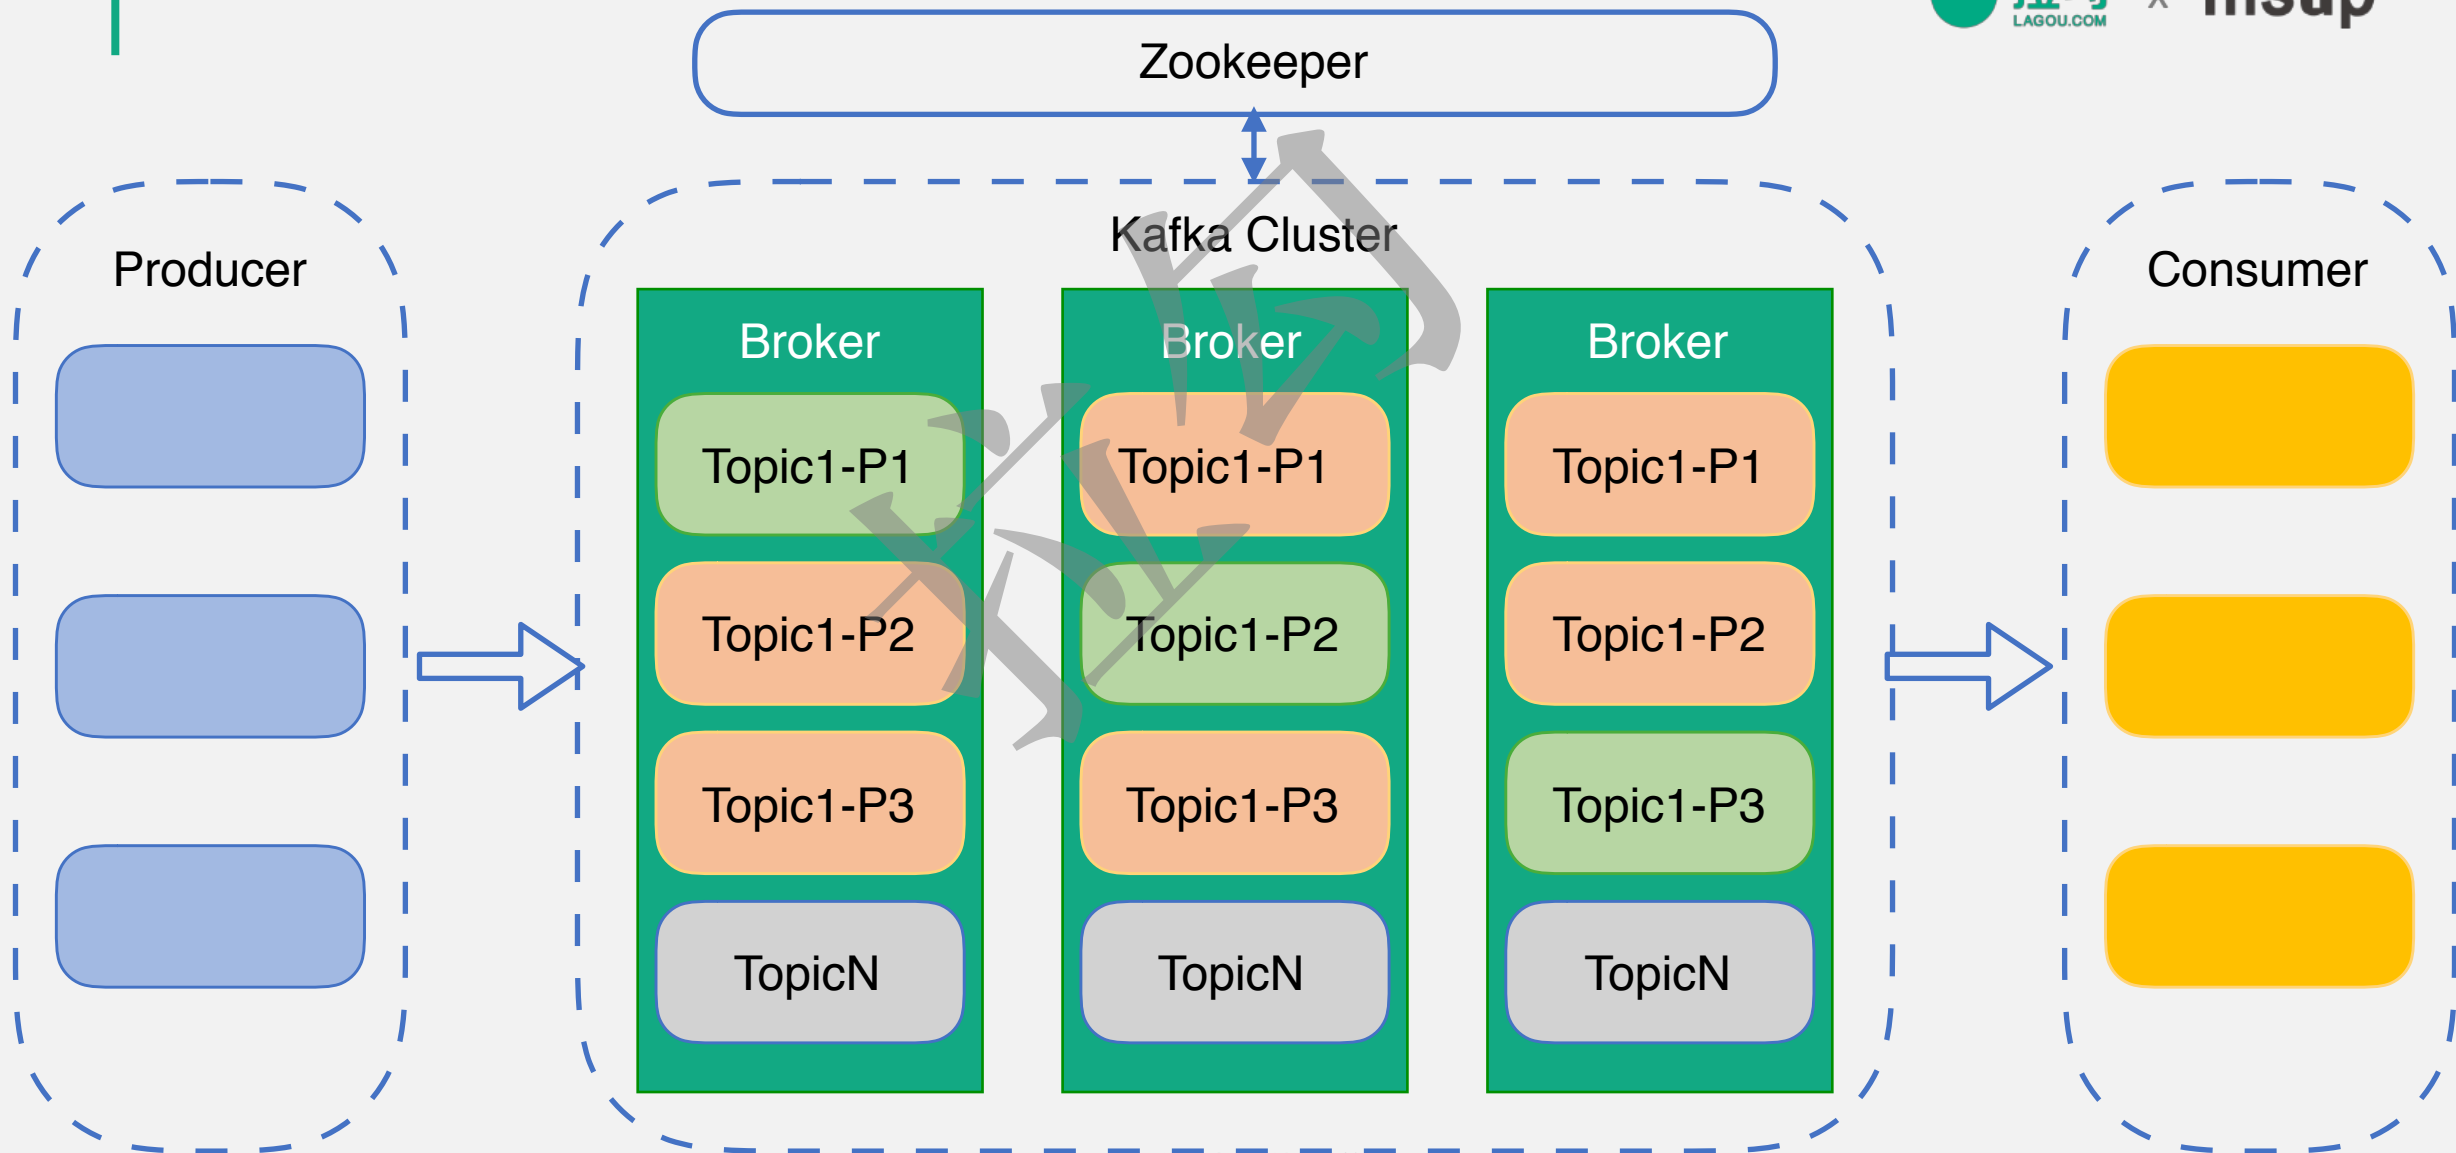 LAGOU.COM
x
Zookeeper
Producer
Kafka Cluster
Consumer
Broker
Broker
Broker
Topic1-P1
Topic1-P1
Topic1-P1
Topic1-P2
Topic1-P2
Topic1-P2
Topic1-P3
Topic1-P3
Topic1-P3
TopicN
TopicN
TopicN